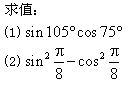 求值:
(1) sin 105° cos 75°
(2) sin² π/8 − cos² π/8